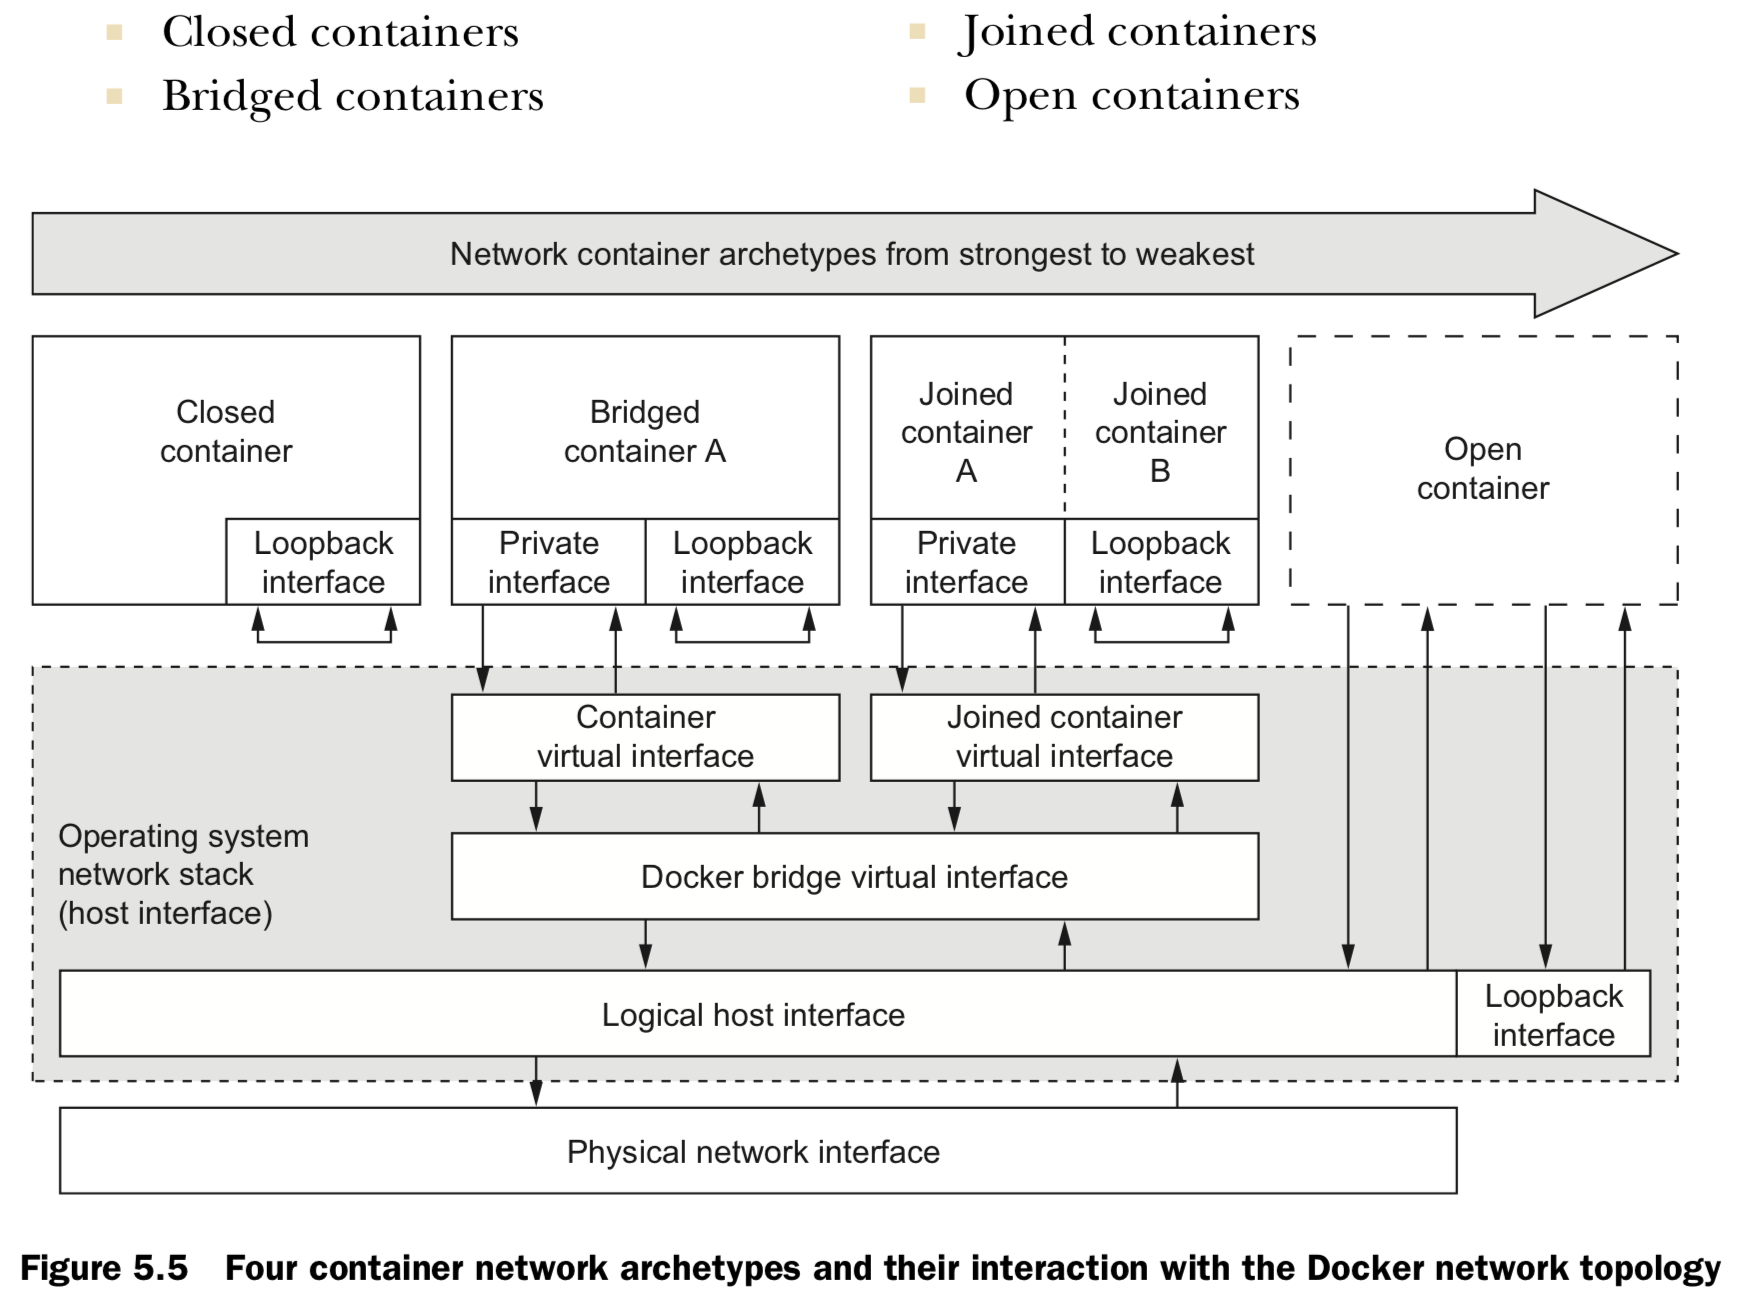 Closed containers
Joined containers
Bridged containers
Open containers
Network container archetypes from strongest to weakest
Closed
container
Loopback
interface
Bridged
container A
Private
interface
Loopback
interface
Joined
container
A
Joined
container
B
Private
interface
Loopback
interface
Open
container
Container
virtual interface
Joined container
virtual interface
Operating system
network stack
(host interface)
Docker bridge virtual interface
Logical host interface
Loopback
interface
Physical network interface
Figure 5.5 Four container network archetypes and their interaction with the Docker network topology